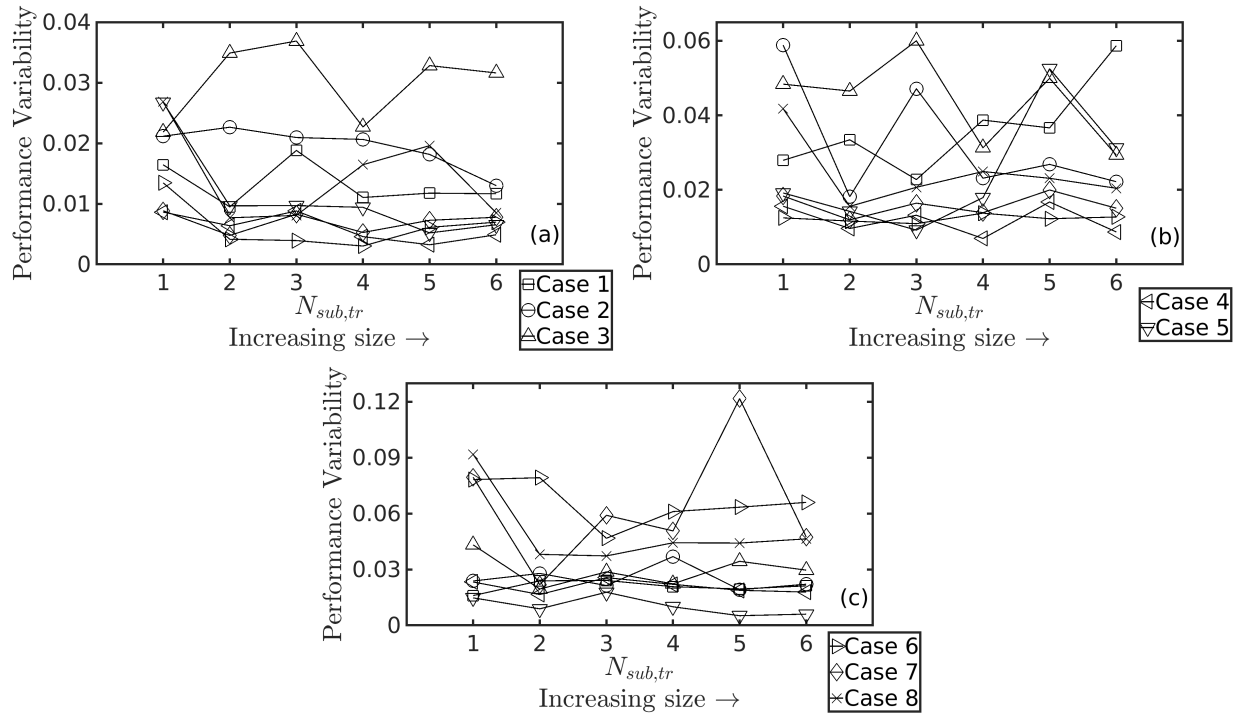 Performance Variability
0.04
0.03
0.02
0.01
0
(a)
1 2 3 4 5 6
N_{sub,tr}
Increasing size →
Case 1
Case 2
Case 3
Performance Variability
0.06
0.04
0.02
0
(b)
1 2 3 4 5 6
N_{sub,tr}
Increasing size →
Case 4
Case 5
Performance Variability
0.12
0.09
0.06
0.03
0
(c)
1 2 3 4 5 6
N_{sub,tr}
Increasing size →
Case 6
Case 7
Case 8